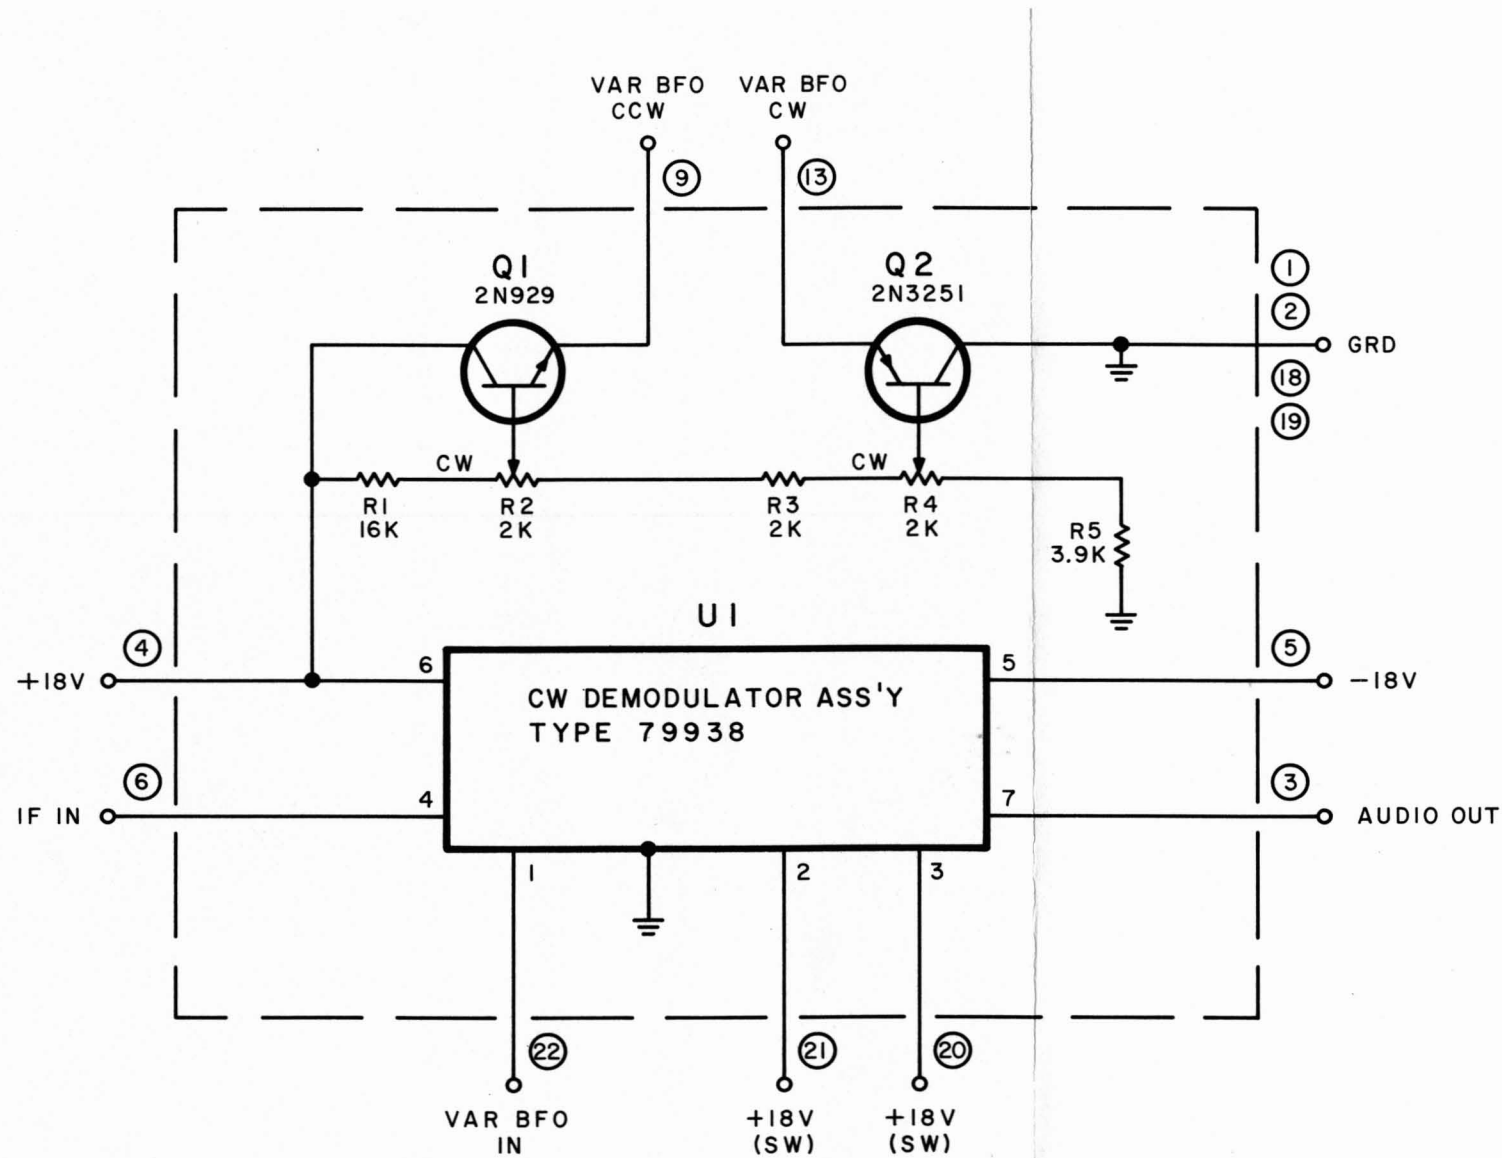 VAR BFO
CCW
VAR BFO
CW
9
13
Q1
2N929
Q2
2N3251
1
2
GRD
18
19
CW
R1
16K
R2
2K
R3
2K
CW
R4
2K
R5
3.9K
U1
4
+18V
6
5
5
-18V
CW DEMODULATOR ASS'Y
TYPE 79938
6
IF IN
4
7
3
AUDIO OUT
1
2
3
22
21
20
VAR BFO
IN
+18V
(SW)
+18V
(SW)